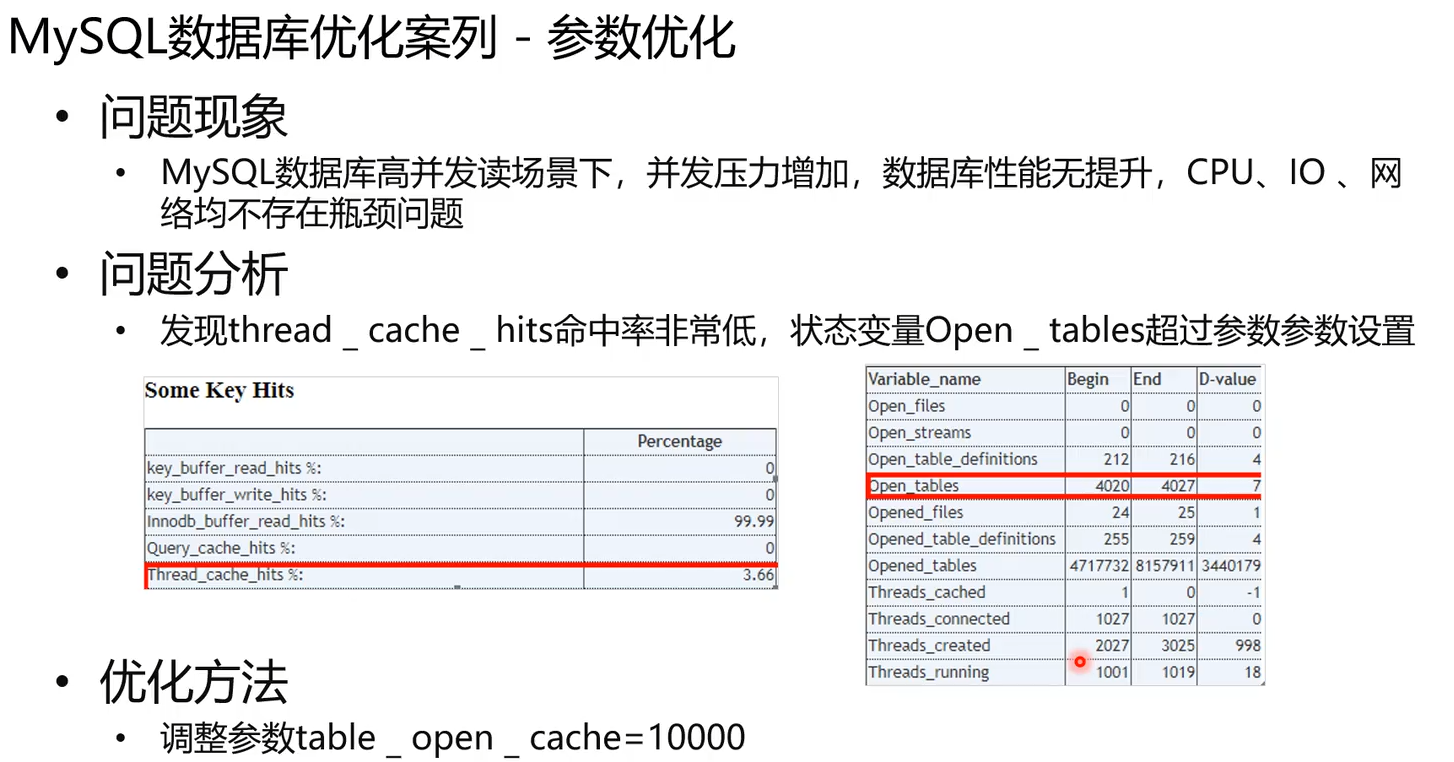 MySQL数据库优化案列 - 参数优化
• 问题现象
• MySQL数据库高并发读场景下，并发压力增加，数据库性能无提升，CPU、IO 、网
络均不存在瓶颈问题
• 问题分析
• 发现thread _ cache _ hits命中率非常低，状态变量Open _ tables超过参数参数设置
Some Key Hits
Percentage
key_buffer_read_hits %: 0
key_buffer_write_hits %: 0
Innodb_buffer_read_hits %: 99.99
Query_cache_hits %: 0
Thread_cache_hits %: 3.66
Variable_name Begin End D-value
Open_files 0 0 0
Open_streams 0 0 0
Open_table_definitions 212 216 4
Open_tables 4020 4027 7
Opened_files 24 25 1
Opened_table_definitions 255 259 4
Opened_tables 4717732 8157911 3440179
Threads_cached 1 0 -1
Threads_connected 1027 1027 0
Threads_created 2027 3025 998
Threads_running 1001 1019 18
• 优化方法
• 调整参数table _ open _ cache=10000